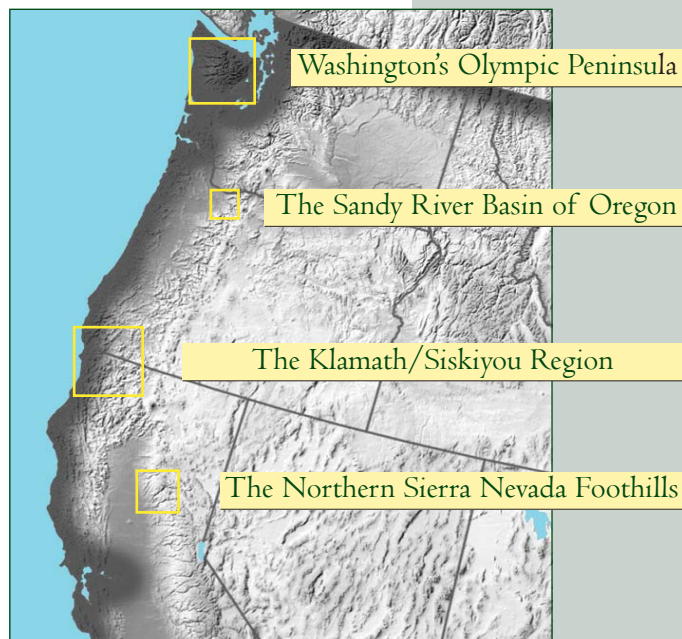 Washington's Olympic Peninsula
The Sandy River Basin of Oregon
The Klamath/Siskiyou Region
The Northern Sierra Nevada Foothills